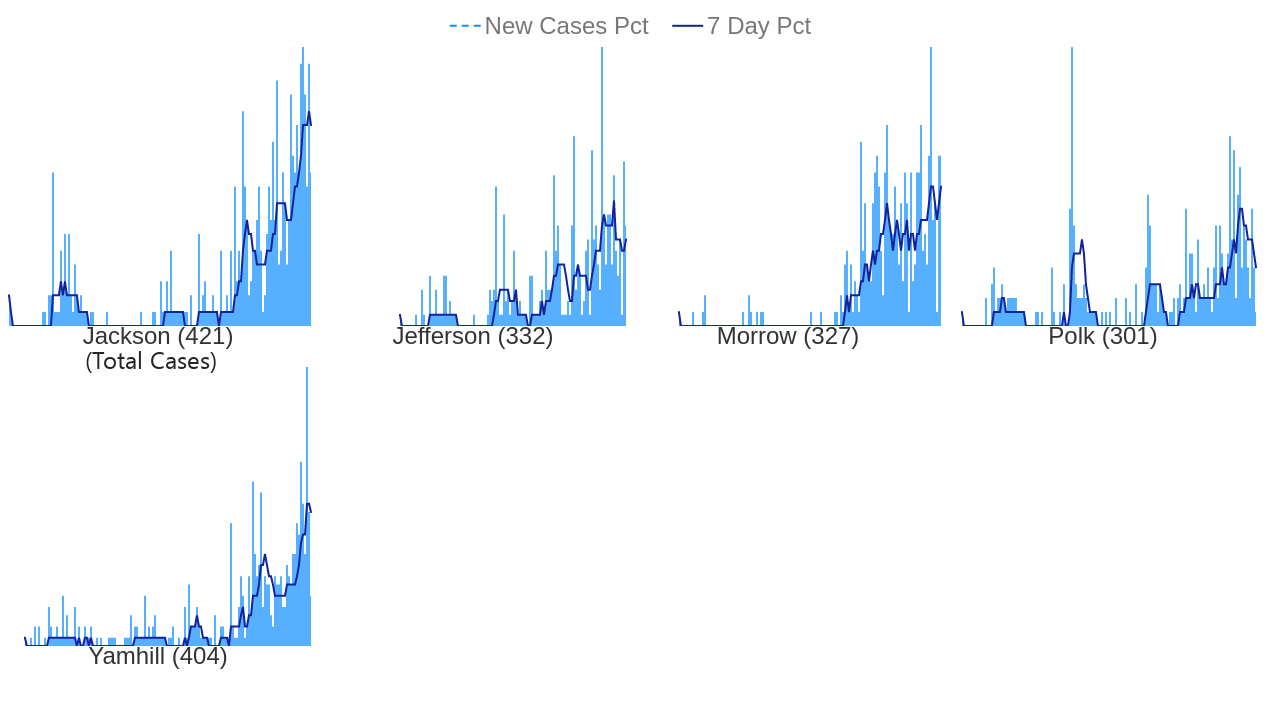 New Cases Pct 7 Day Pct
Jackson (421) Jefferson (332) Morrow (327) Polk (301)
(Total Cases)
Yamhill (404)